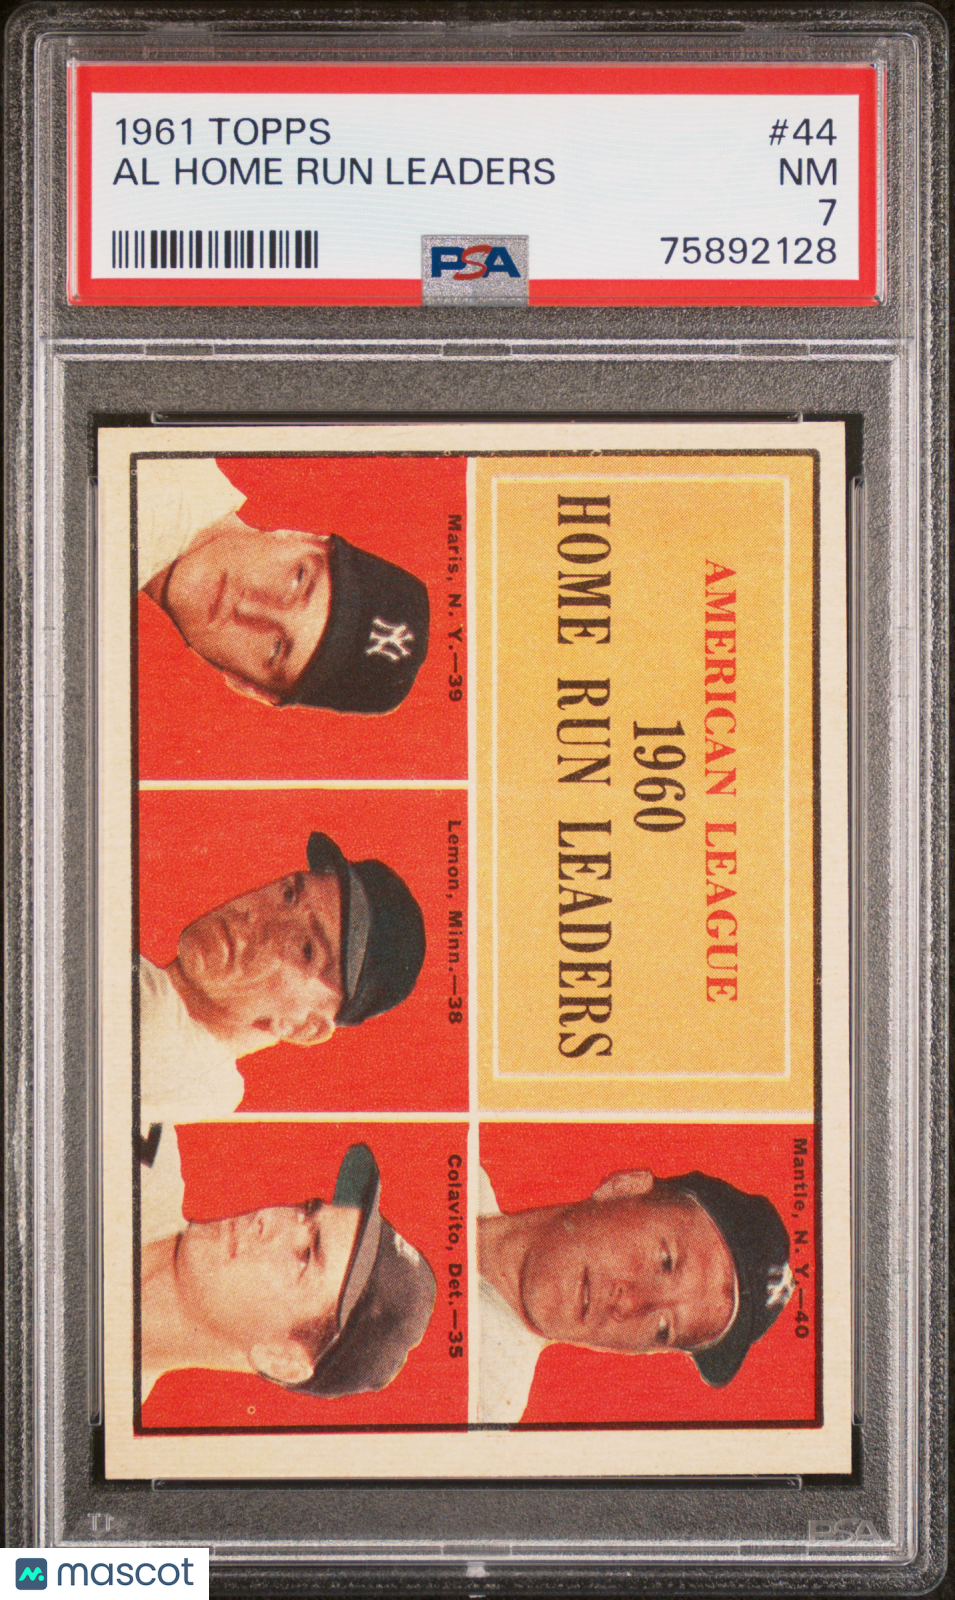 1961 TOPPS
#44
AL HOME RUN LEADERS
NM
7
75892128
PSA
AMERICAN LEAGUE
1960
HOME RUN LEADERS
Mantle, N. Y.—40
Maris, N. Y.—39
Lemon, Minn.—38
Colavito, Det.—35
PSA
mascot